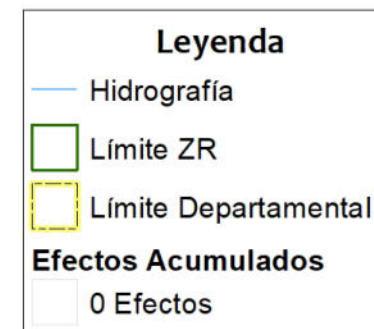 Leyenda
Hidrografía
Límite ZR
Límite Departamental
Efectos Acumulados
0 Efectos